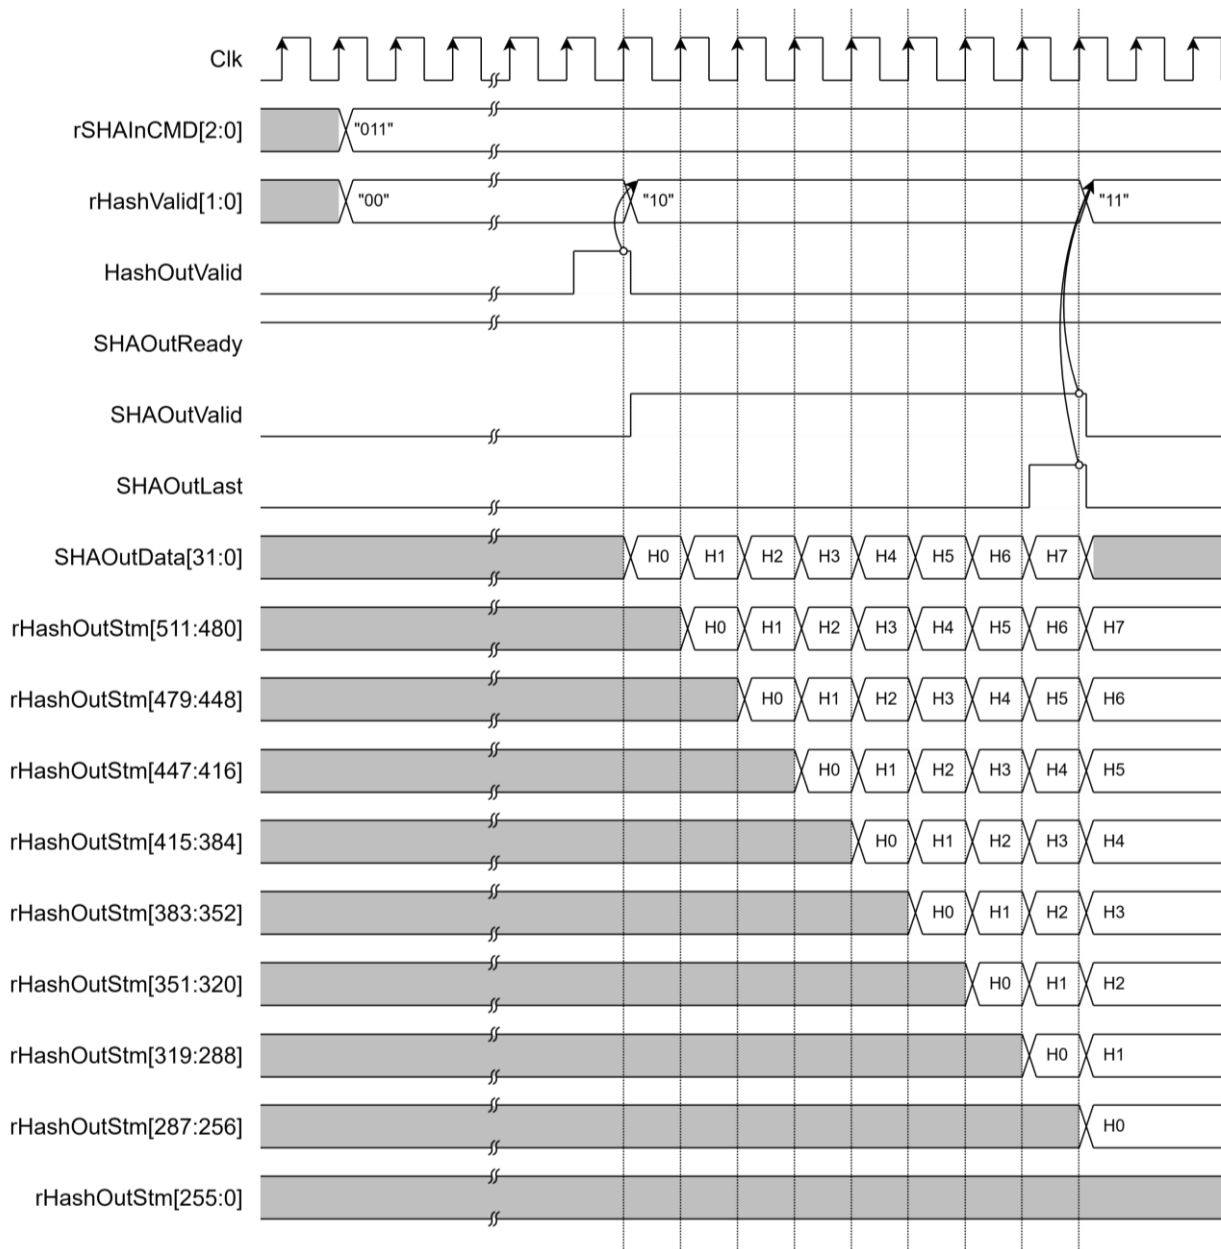 Clk
rSHAInCMD[2:0] "011"
rHashValid[1:0] "00" "10" "11"
HashOutValid
SHAOutReady
SHAOutValid
SHAOutLast
SHAOutData[31:0] H0 H1 H2 H3 H4 H5 H6 H7
rHashOutStm[511:480] H0 H1 H2 H3 H4 H5 H6 H7
rHashOutStm[479:448] H0 H1 H2 H3 H4 H5 H6
rHashOutStm[447:416] H0 H1 H2 H3 H4 H5
rHashOutStm[415:384] H0 H1 H2 H3 H4
rHashOutStm[383:352] H0 H1 H2 H3
rHashOutStm[351:320] H0 H1 H2
rHashOutStm[319:288] H0 H1
rHashOutStm[287:256] H0
rHashOutStm[255:0]